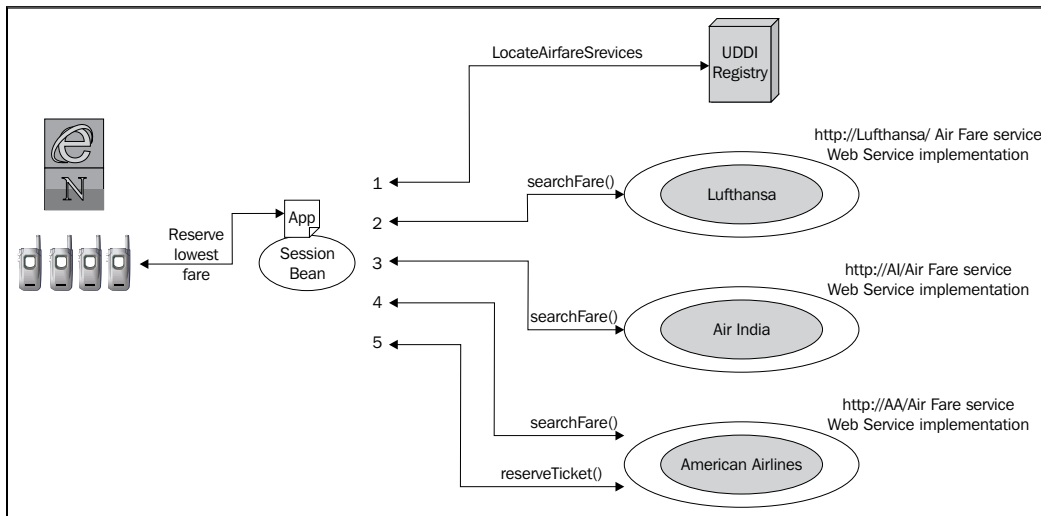 LocateAirfareSrevices
UDDI
Registry
http://Lufthansa/ Air Fare service
Web Service implementation
1
searchFare()
Lufthansa
N
App
2
Reserve
lowest
fare
Session
Bean
3
http://AI/Air Fare service
Web Service implementation
4
searchFare()
Air India
5
http://AA/Air Fare service
Web Service implementation
searchFare()
American Airlines
reserveTicket()